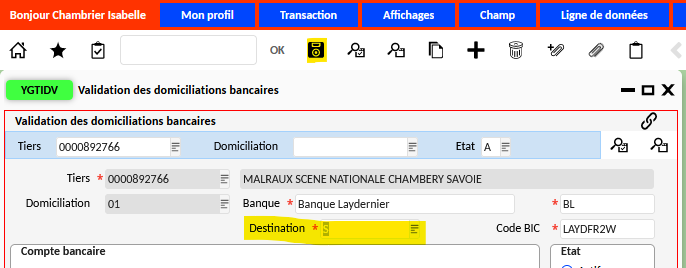 Bonjour Chambrier Isabelle Mon profil Transaction Affichages Champ Ligne de données
OK
YGTIDV Validation des domiciliations bancaires
Validation des domiciliations bancaires
Tiers 0000892766 Domiciliation Etat A
Tiers * 0000892766 MALRAUX SCENE NATIONALE CHAMBERY SAVOIE
Domiciliation 01 Banque * Banque Laydernier * BL
Destination * S Code BIC * LAYDFR2W
Compte bancaire Etat